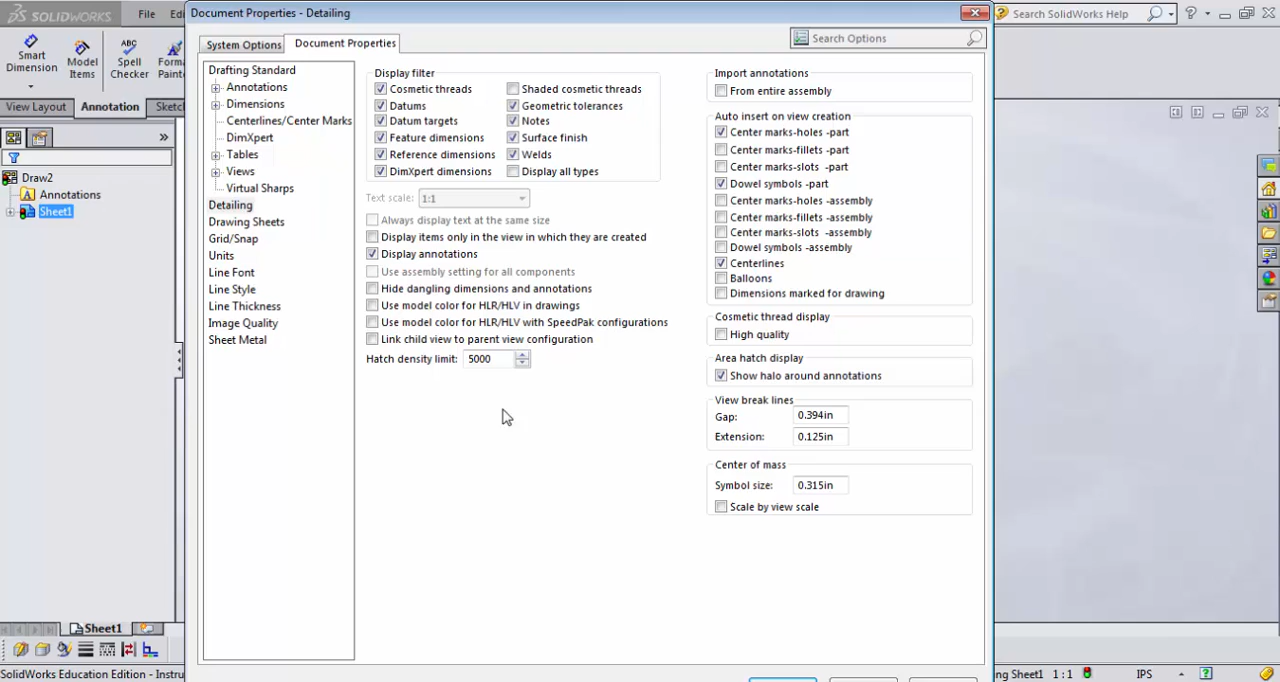 SOLIDWORKS
File
Document Properties - Detailing
Search SolidWorks Help
Smart Dimension
Model Items
ABC
Spell Checker
System Options
Document Properties
Search Options
View Layout
Annotation
Draw2
Annotations
Sheet1
Drafting Standard
Annotations
Dimensions
Centerlines/Center Marks
DimXpert
Tables
Views
Virtual Sharps
Detailing
Drawing Sheets
Grid/Snap
Units
Line Font
Line Style
Line Thickness
Image Quality
Sheet Metal
Display filter
Cosmetic threads
Shaded cosmetic threads
Datums
Geometric tolerances
Datum targets
Notes
Feature dimensions
Surface finish
Reference dimensions
Welds
DimXpert dimensions
Display all types
Text scale: 1:1
Always display text at the same size
Display items only in the view in which they are created
Display annotations
Use assembly setting for all components
Hide dangling dimensions and annotations
Use model color for HLR/HLV in drawings
Use model color for HLR/HLV with SpeedPak configurations
Link child view to parent view configuration
Hatch density limit: 5000
Import annotations
From entire assembly
Auto insert on view creation
Center marks-holes -part
Center marks-fillets -part
Center marks-slots -part
Dowel symbols -part
Center marks-holes -assembly
Center marks-fillets -assembly
Center marks-slots -assembly
Dowel symbols -assembly
Centerlines
Balloons
Dimensions marked for drawing
Cosmetic thread display
High quality
Area hatch display
Show halo around annotations
View break lines
Gap: 0.394in
Extension: 0.125in
Center of mass
Symbol size: 0.315in
Scale by view scale
Sheet1
SolidWorks Education Edition - Instru
ng Sheet1 1:1
IPS